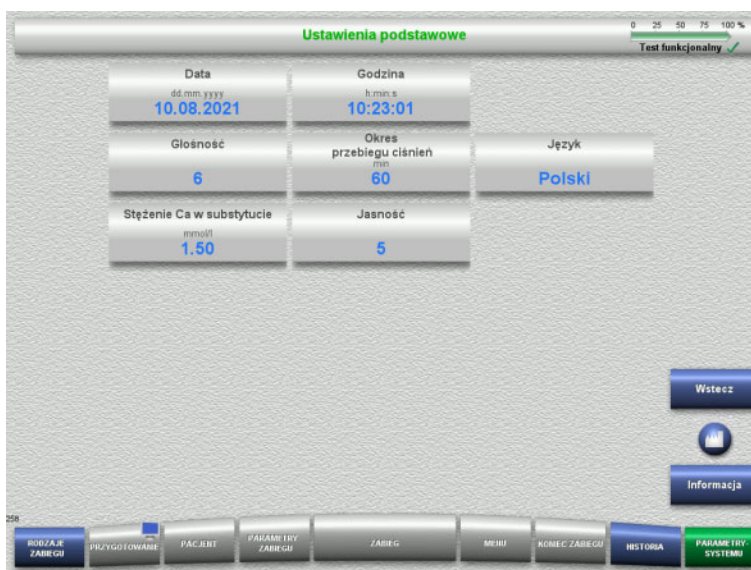 Ustawienia podstawowe
0 25 50 75 100 %
Test funkcjonalny
Data
dd.mm.yyyy
10.08.2021
Godzina
h:min:s
10:23:01
Głośność
6
Okres
przebiegu ciśnień
min
60
Język
Polski
Stężenie Ca w substytucie
mmol/l
1.50
Jasność
5
Wstecz
Informacja
258
RODZAJE
ZABIEGU
PRZYGOTOWANIE
PACJENT
PARAMETRY
ZABIEGU
ZABIEG
MENU
KONIEC ZABIEGU
HISTORIA
PARAMETRY-
SYSTEMU